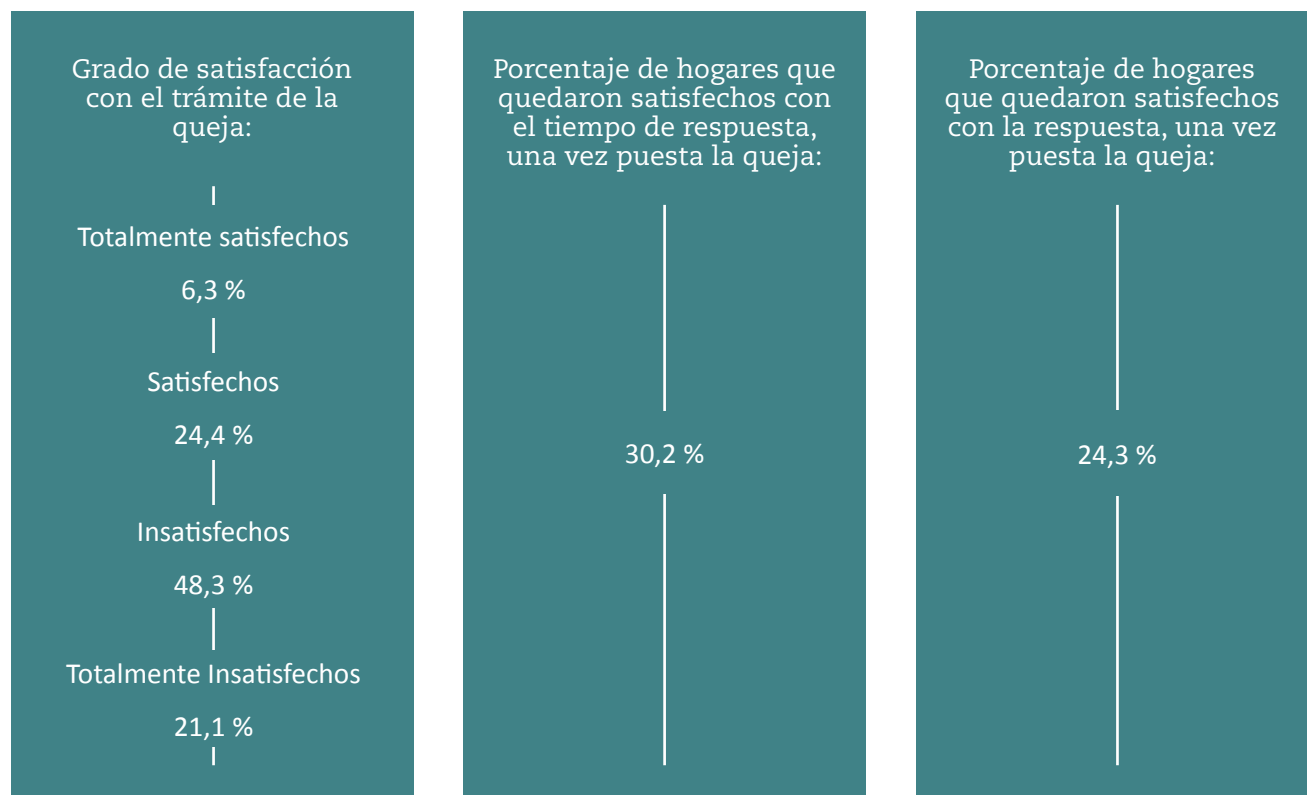 Grado de satisfacción
con el trámite de la
queja:
Totalmente satisfechos
6,3 %
Satisfechos
24,4 %
Insatisfechos
48,3 %
Totalmente Insatisfechos
21,1 %
Porcentaje de hogares que
quedaron satisfechos con
el tiempo de respuesta,
una vez puesta la queja:
30,2 %
Porcentaje de hogares
que quedaron satisfechos
con la respuesta, una vez
puesta la queja:
24,3 %